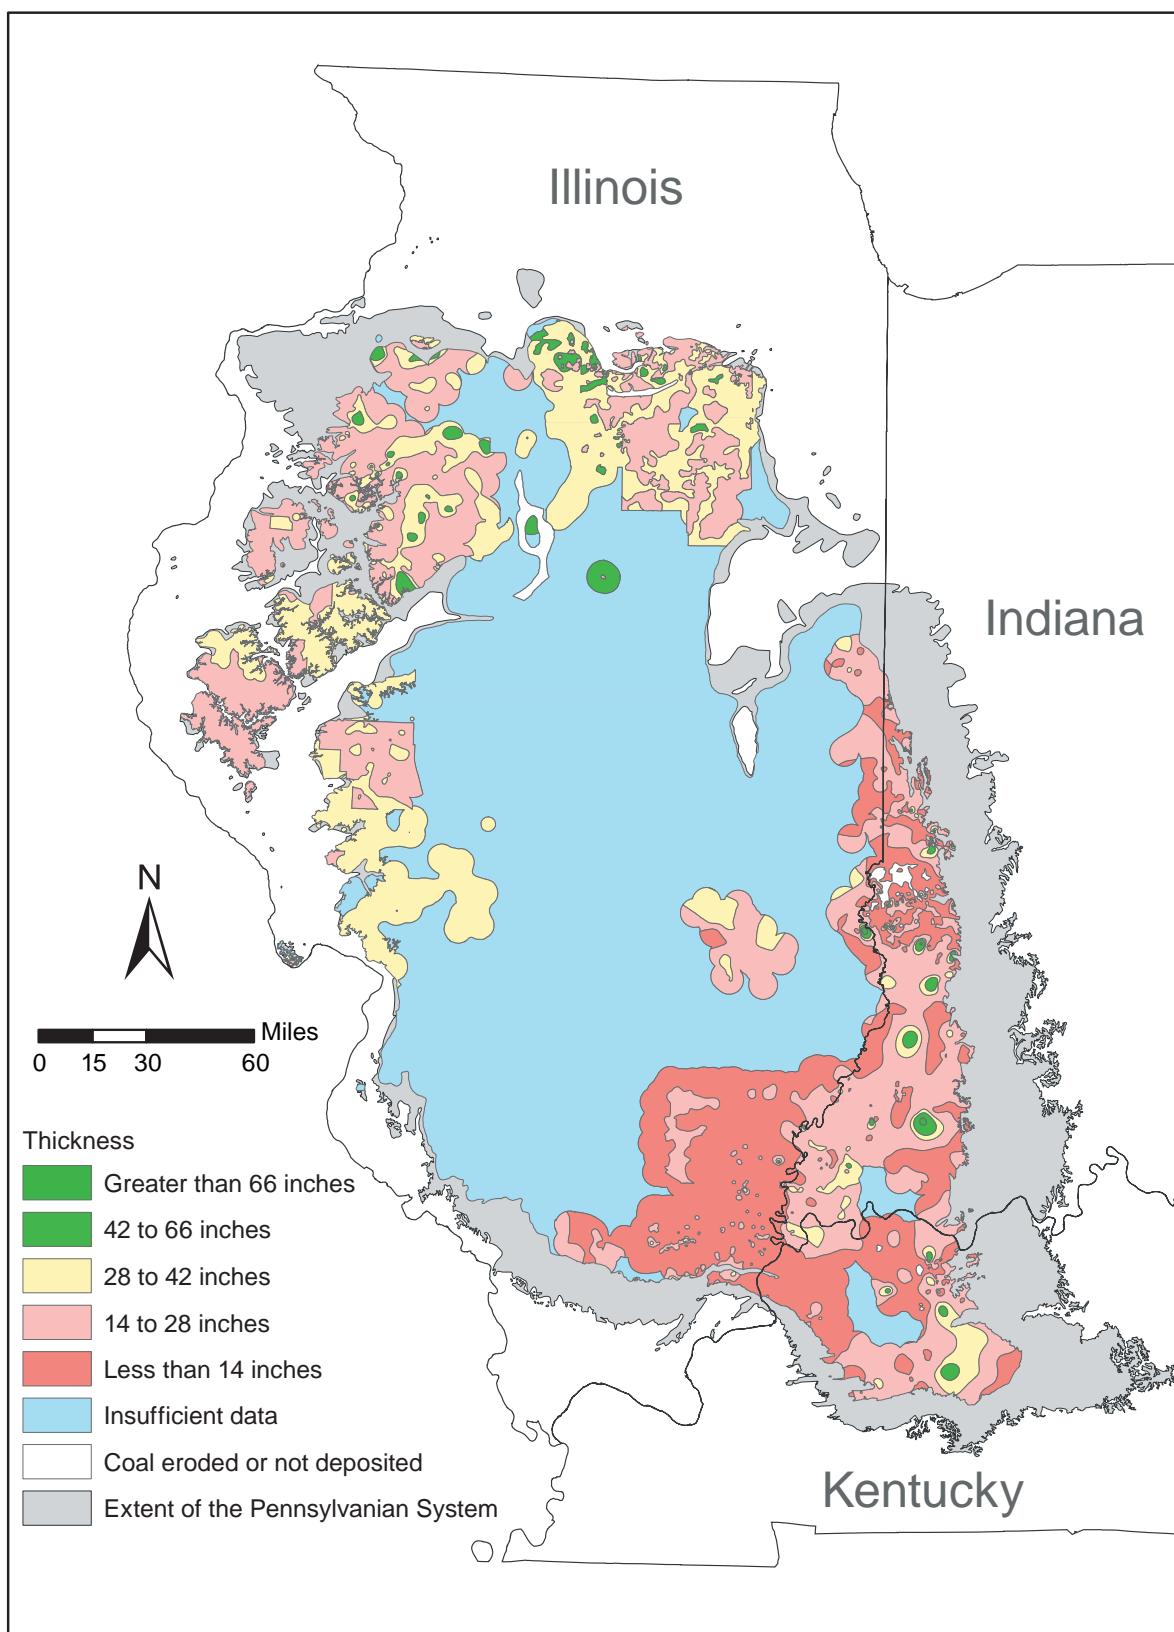 Illinois
Indiana
N
Miles
0 15 30 60
Thickness
Greater than 66 inches
42 to 66 inches
28 to 42 inches
14 to 28 inches
Less than 14 inches
Insufficient data
Coal eroded or not deposited
Extent of the Pennsylvanian System
Kentucky